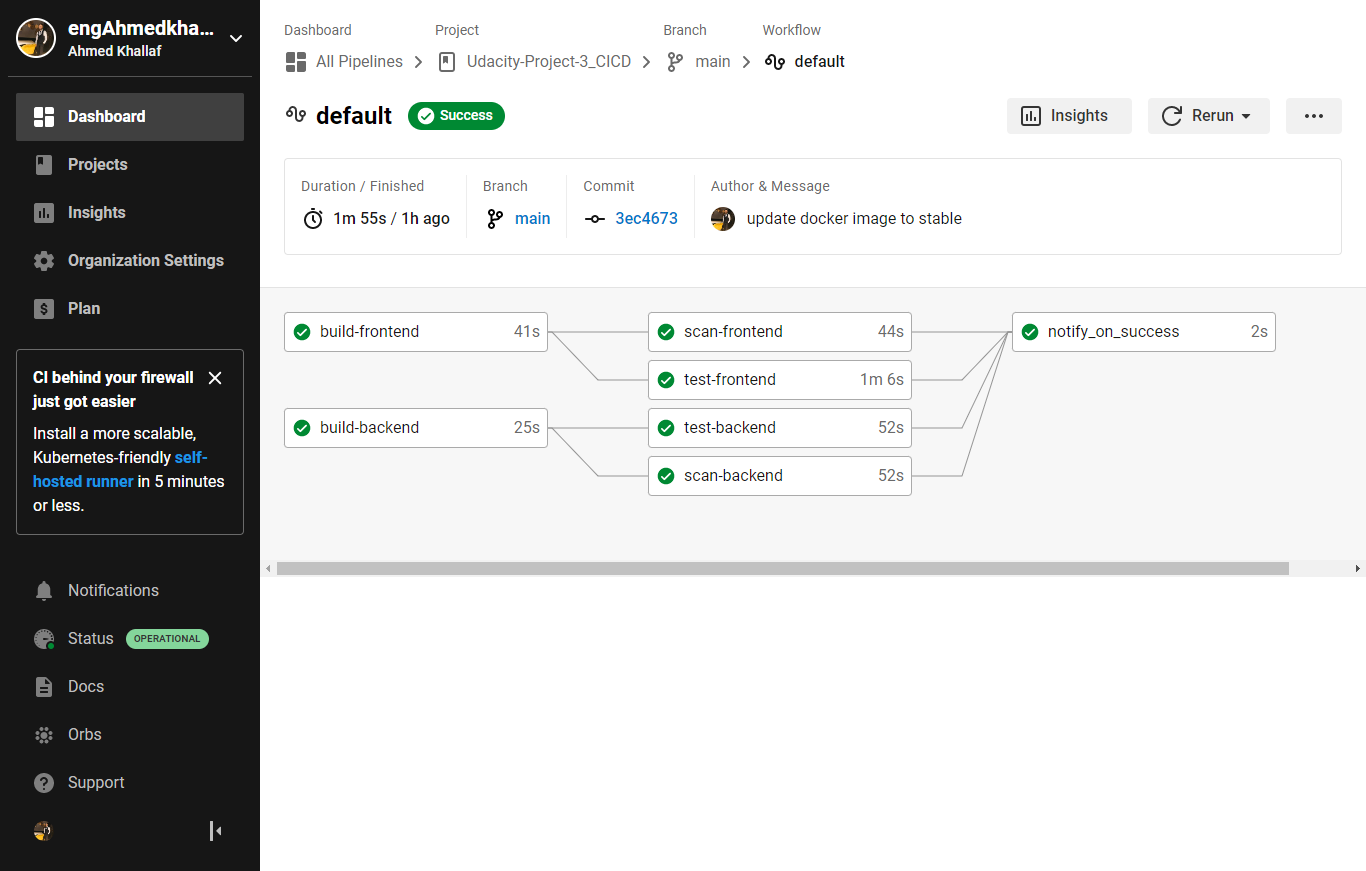 engAhmedkha...
Ahmed Khallaf
Dashboard
Projects
Insights
Organization Settings
Plan
CI behind your firewall
just got easier
Install a more scalable,
Kubernetes-friendly self-
hosted runner in 5 minutes
or less.
Notifications
Status OPERATIONAL
Docs
Orbs
Support
Dashboard Project Branch Workflow
All Pipelines Udacity-Project-3_CICD main default
default Success Insights Rerun
Duration / Finished Branch Commit Author & Message
1m 55s / 1h ago main 3ec4673 update docker image to stable
build-frontend 41s scan-frontend 44s notify_on_success 2s
test-frontend 1m 6s
build-backend 25s test-backend 52s
scan-backend 52s